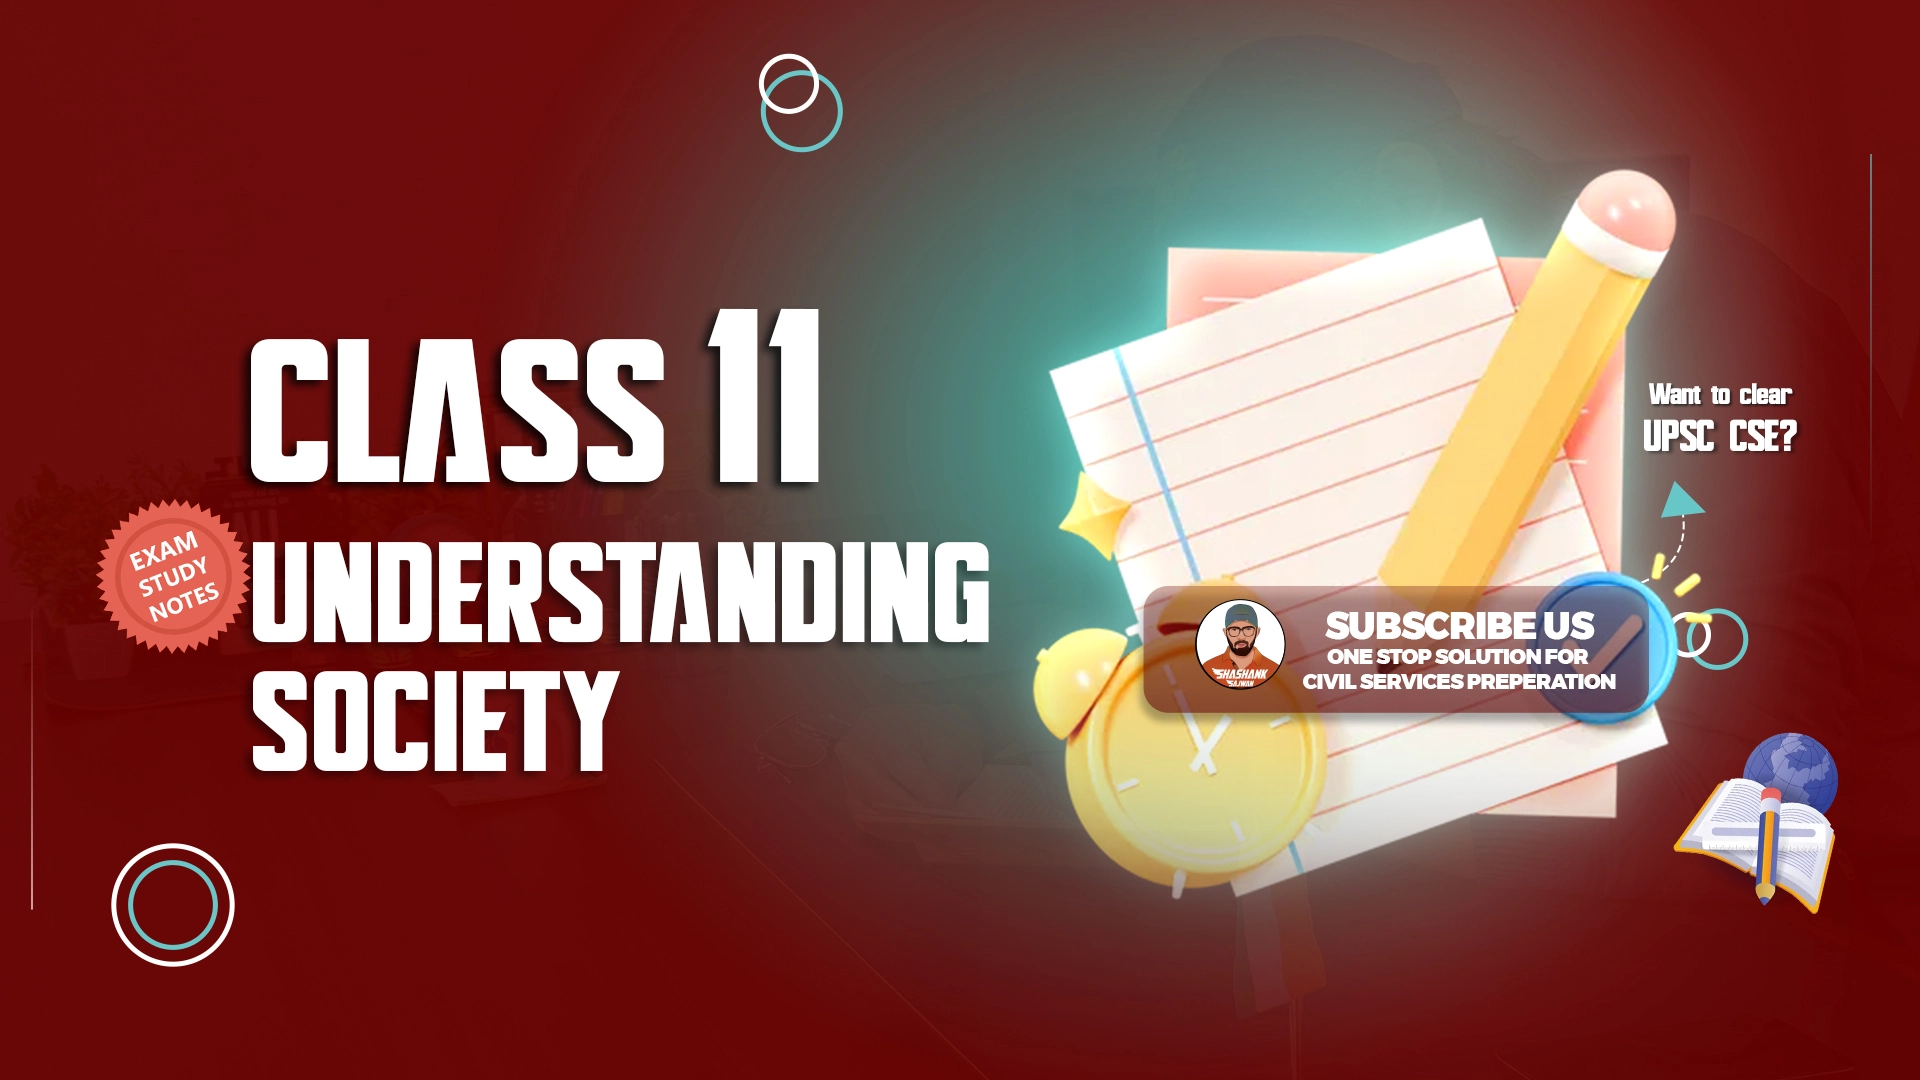 CLASS 11
UNDERSTANDING
SOCIETY
EXAM
STUDY
NOTES
Want to clear
UPSC CSE?
SUBSCRIBE US
ONE STOP SOLUTION FOR
CIVIL SERVICES PREPERATION
SHASHANK
SAJWAN